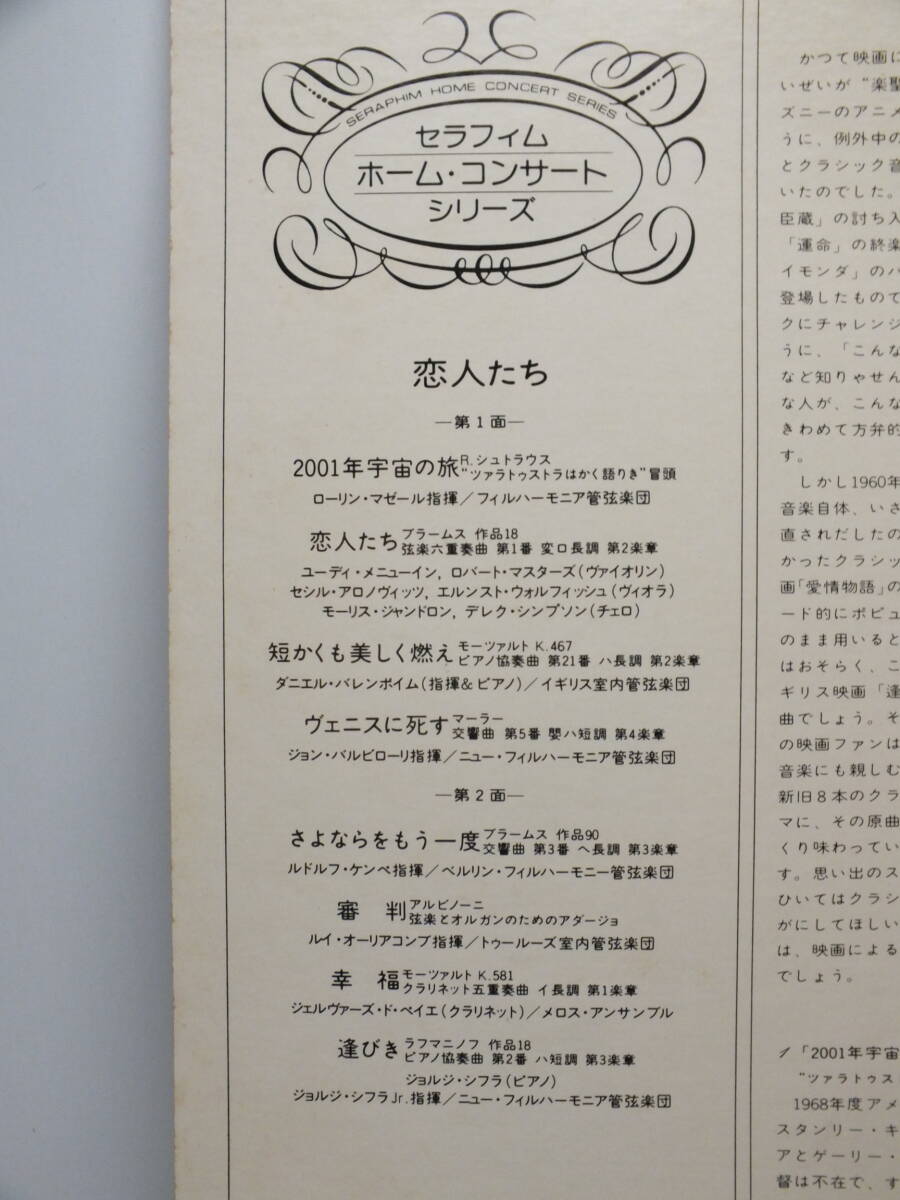 SERAPHIM HOME CONCERT SERIES
セラフィム
ホーム・コンサート
シリーズ
恋人たち
―第1面―
2001年宇宙の旅 R.シュトラウス
“ツァラトゥストラはかく語りき”冒頭
ローリン・マゼール指揮/フィルハーモニア管弦楽団
恋人たち ブラームス 作品18
弦楽六重奏曲 第1番 変ロ長調 第2楽章
ユーディ・メニューイン, ロバート・マスターズ(ヴァイオリン)
セシル・アロノヴィッツ, エルンスト・ウォルフィッシュ(ヴィオラ)
モーリス・ジャンドロン, デレク・シンプソン(チェロ)
短かくも美しく燃え モーツァルト K.467
ピアノ協奏曲 第21番 ハ長調 第2楽章
ダニエル・バレンボイム(指揮&ピアノ)/イギリス室内管弦楽団
ヴェニスに死す マーラー
交響曲 第5番 嬰ハ短調 第4楽章
ジョン・バルビローリ指揮/ニュー・フィルハーモニア管弦楽団
―第2面―
さよならをもう一度 ブラームス 作品90
交響曲 第3番 ヘ長調 第3楽章
ルドルフ・ケンペ指揮/ベルリン・フィルハーモニー管弦楽団
審 判 アルビノーニ
弦楽とオルガンのためのアダージョ
ルイ・オーリアコンブ指揮/トゥールーズ室内管弦楽団
幸 福 モーツァルト K.581
クラリネット五重奏曲 イ長調 第1楽章
ジェルヴァーズ・ド・ペイエ(クラリネット)/メロス・アンサンブル
逢びき ラフマニノフ 作品18
ピアノ協奏曲 第2番 ハ短調 第3楽章
ジョルジ・シフラ(ピアノ)
ジョルジ・シフラJr.指揮/ニュー・フィルハーモニア管弦楽団
かつて映画に
いぜいが“楽聖
ズニーのアニメ
うに、例外中の
とクラシック音
いたのでした。
臣蔵」の討ち入
「運命」の終楽
イモンダ」のバ
登場したもので
クにチャレンジ
うに、「こんな
など知りゃせん
な人が、こんな
きわめて方弁的
す。
しかし1960年
音楽自体、いさ
直されだしたの
かったクラシッ
画「愛情物語」の
ード的にポピュ
のまま用いると
はおそらく、こ
ギリス映画「逢
曲でしょう。そ
の映画ファンは
音楽にも親しむ
新旧8本のクラ
マに、その原曲
くり味わってい
す。思い出のス
ひいてはクラシ
がにしてほしい
は、映画による
でしょう。
1「2001年宇宙
“ツァラトゥスト
1968年度アメ
スタンリー・キ
アとゲーリー・
督は不在で、す